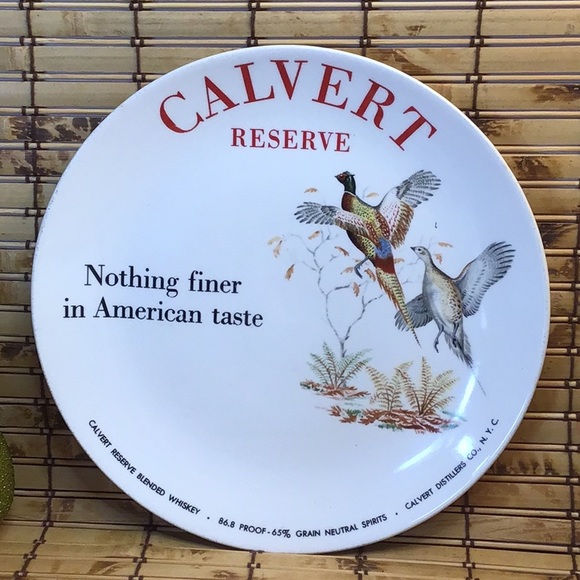 CALVERT
RESERVE
Nothing finer
in American taste
CALVERT RESERVE BLENDED WHISKEY • 86.8 PROOF-65% GRAIN NEUTRAL SPIRITS • CALVERT DISTILLERS CO., N. Y. C.